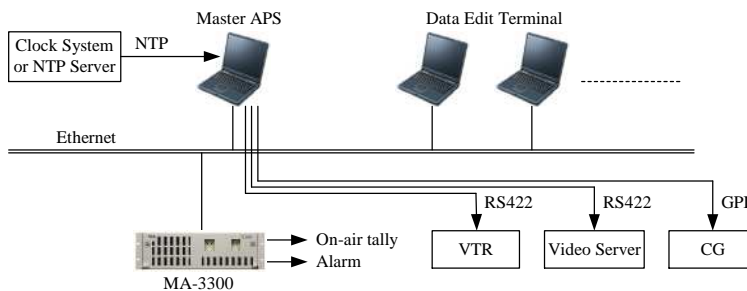 Master APS
Data Edit Terminal
Clock System
or NTP Server
NTP
Ethernet
RS422
RS422
GPI
On-air tally
Alarm
VTR
Video Server
CG
MA-3300